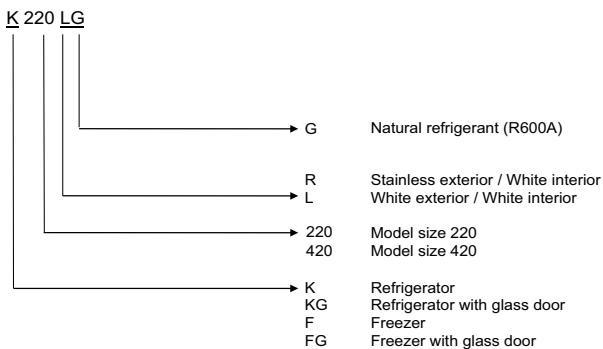 K 220 LG
G Natural refrigerant (R600A)
R Stainless exterior / White interior
L White exterior / White interior
220 Model size 220
420 Model size 420
K Refrigerator
KG Refrigerator with glass door
F Freezer
FG Freezer with glass door